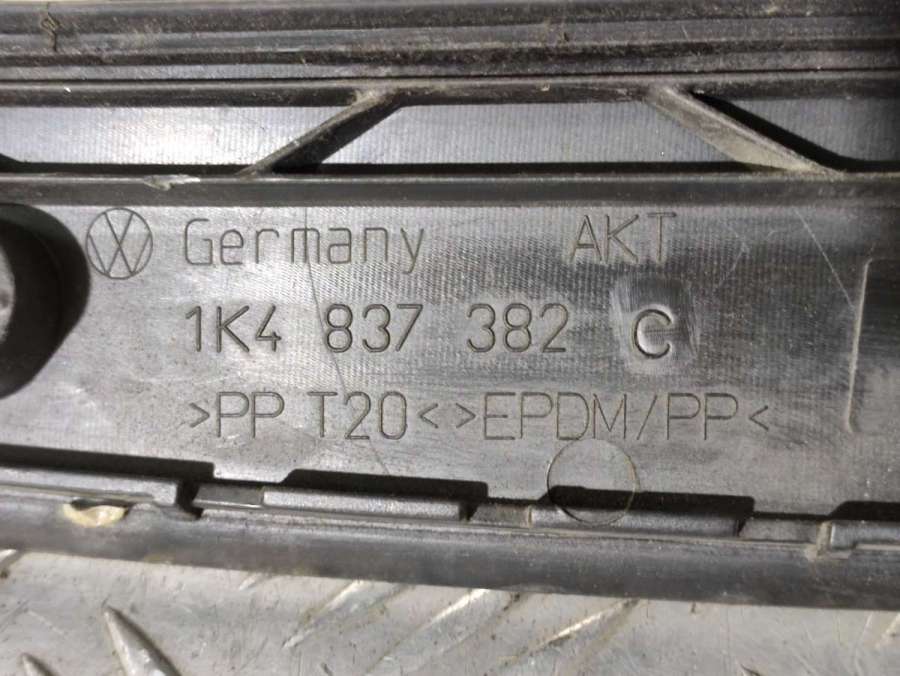 Germany AKT
1K4 837 382 C
>PP T20<>EPDM/PP<